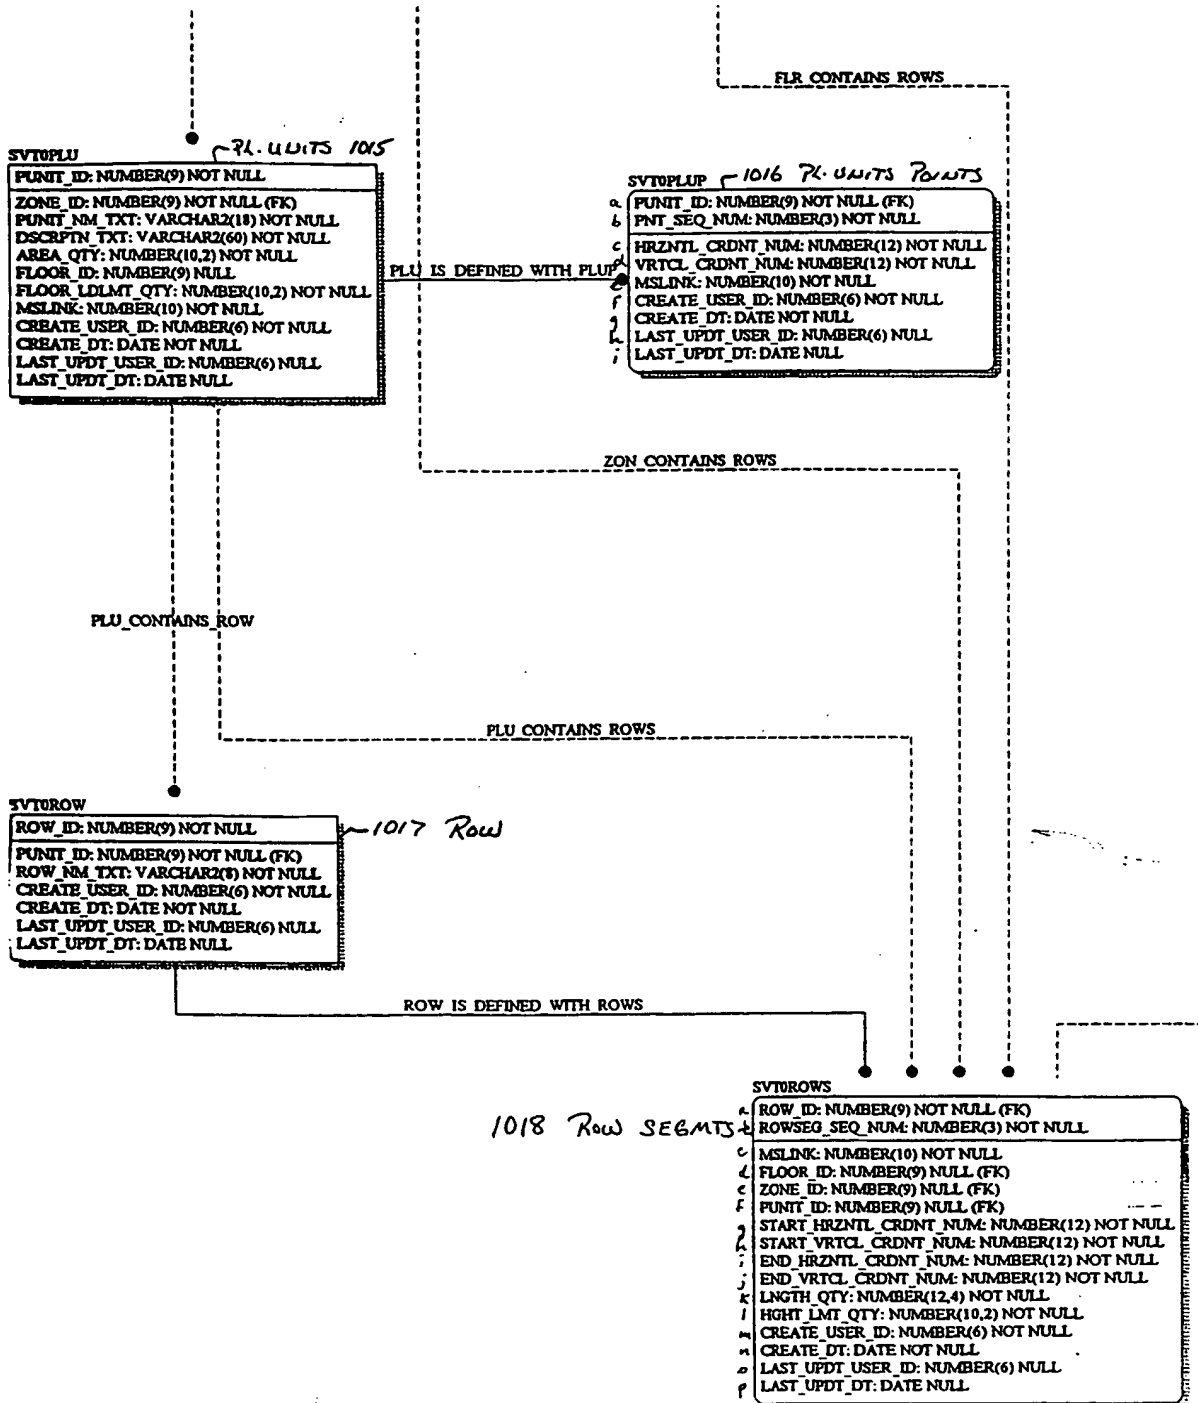 FLR CONTAINS ROWS
PL. UNITS 1015
SVT0PLU
PUNIT_ID: NUMBER(9) NOT NULL
ZONE_ID: NUMBER(9) NOT NULL (FK)
PUNIT_NM_TXT: VARCHAR2(18) NOT NULL
DSCRPTN_TXT: VARCHAR2(60) NOT NULL
AREA_QTY: NUMBER(10,2) NOT NULL
FLOOR_ID: NUMBER(9) NULL
FLOOR_LDLMT_QTY: NUMBER(10,2) NOT NULL
MSLINK: NUMBER(10) NOT NULL
CREATE_USER_ID: NUMBER(6) NOT NULL
CREATE_DT: DATE NOT NULL
LAST_UPDT_USER_ID: NUMBER(6) NULL
LAST_UPDT_DT: DATE NULL
PLU IS DEFINED WITH PLUP
SVT0PLUP 1016 PL. UNITS POINTS
a PUNIT_ID: NUMBER(9) NOT NULL (FK)
b PNT_SEQ_NUM: NUMBER(3) NOT NULL
c HRZNTL_CRDNT_NUM: NUMBER(12) NOT NULL
d VRTCL_CRDNT_NUM: NUMBER(12) NOT NULL
e MSLINK: NUMBER(10) NOT NULL
f CREATE_USER_ID: NUMBER(6) NOT NULL
g CREATE_DT: DATE NOT NULL
h LAST_UPDT_USER_ID: NUMBER(6) NULL
i LAST_UPDT_DT: DATE NULL
ZON CONTAINS ROWS
PLU_CONTAINS_ROW
PLU CONTAINS ROWS
SVT0ROW
ROW_ID: NUMBER(9) NOT NULL
1017 Row
PUNIT_ID: NUMBER(9) NOT NULL (FK)
ROW_NM_TXT: VARCHAR2(8) NOT NULL
CREATE_USER_ID: NUMBER(6) NOT NULL
CREATE_DT: DATE NOT NULL
LAST_UPDT_USER_ID: NUMBER(6) NULL
LAST_UPDT_DT: DATE NULL
ROW IS DEFINED WITH ROWS
SVT0ROWS
1018 ROW SEGMTS
a ROW_ID: NUMBER(9) NOT NULL (FK)
b ROWSEG_SEQ_NUM: NUMBER(3) NOT NULL
c MSLINK: NUMBER(10) NOT NULL
d FLOOR_ID: NUMBER(9) NULL (FK)
e ZONE_ID: NUMBER(9) NULL (FK)
f PUNIT_ID: NUMBER(9) NULL (FK)
g START_HRZNTL_CRDNT_NUM: NUMBER(12) NOT NULL
h START_VRTCL_CRDNT_NUM: NUMBER(12) NOT NULL
i END_HRZNTL_CRDNT_NUM: NUMBER(12) NOT NULL
j END_VRTCL_CRDNT_NUM: NUMBER(12) NOT NULL
k LNGTH_QTY: NUMBER(12,4) NOT NULL
l HGHT_LMT_QTY: NUMBER(10,2) NOT NULL
m CREATE_USER_ID: NUMBER(6) NOT NULL
n CREATE_DT: DATE NOT NULL
o LAST_UPDT_USER_ID: NUMBER(6) NULL
p LAST_UPDT_DT: DATE NULL